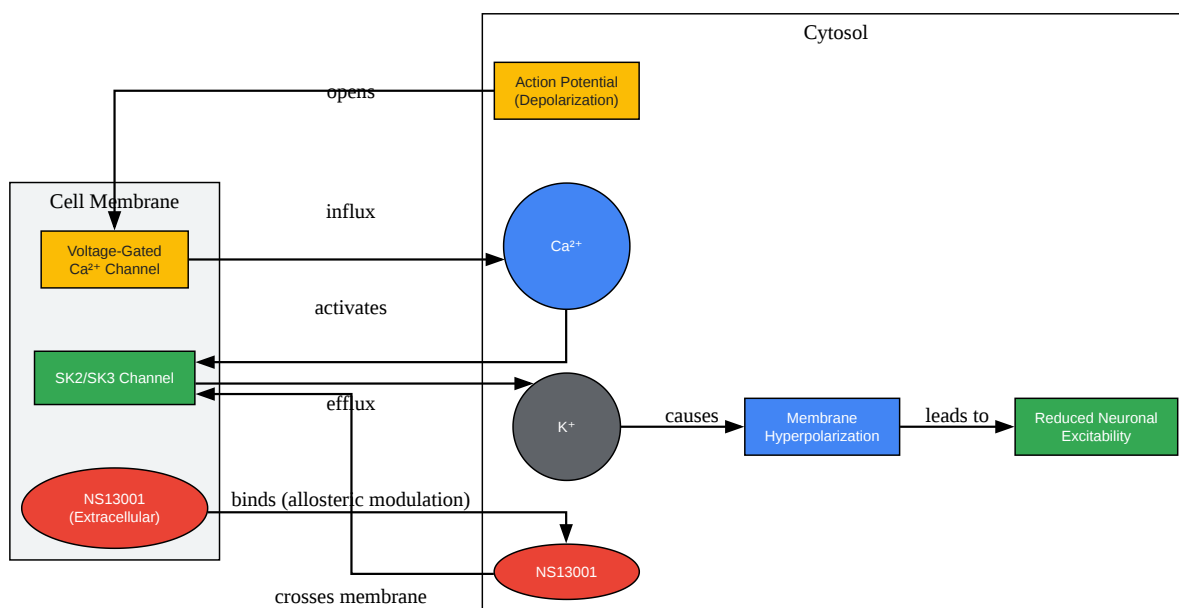 Cytosol
Action Potential
(Depolarization)
opens
Cell Membrane
influx
Voltage-Gated
Ca²⁺ Channel
Ca²⁺
activates
SK2/SK3 Channel
efflux
K⁺
causes
Membrane
Hyperpolarization
leads to
Reduced Neuronal
Excitability
NS13001
(Extracellular)
binds (allosteric modulation)
NS13001
crosses membrane